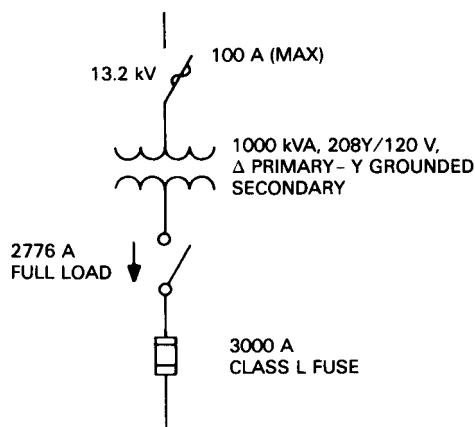 100 A (MAX)
13.2 kV
1000 kVA, 208Y/120 V,
Δ PRIMARY – Y GROUNDED
SECONDARY
2776 A
FULL LOAD
3000 A
CLASS L FUSE